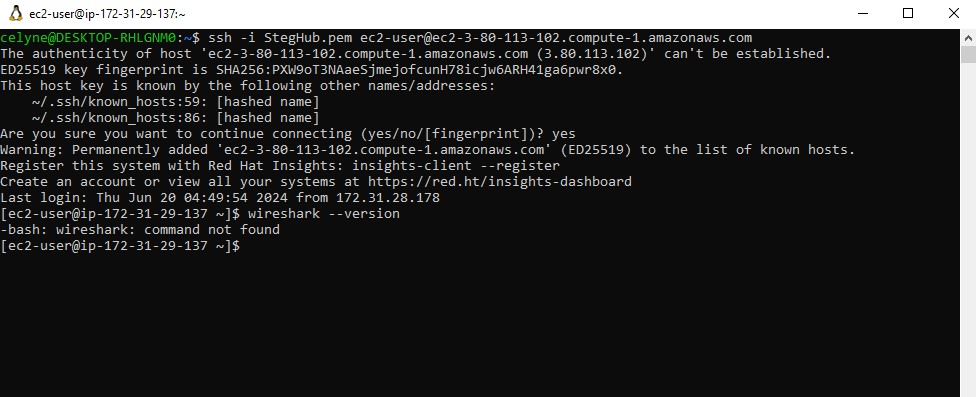 ec2-user@ip-172-31-29-137:~
celyne@DESKTOP-RHLGNM0:~$ ssh -i StegHub.pem ec2-user@ec2-3-80-113-102.compute-1.amazonaws.com
The authenticity of host 'ec2-3-80-113-102.compute-1.amazonaws.com (3.80.113.102)' can't be established.
ED25519 key fingerprint is SHA256:PXW9oT3NAaeSjmejofcunH78icjw6ARH41ga6pwr8x0.
This host key is known by the following other names/addresses:
    ~/.ssh/known_hosts:59: [hashed name]
    ~/.ssh/known_hosts:86: [hashed name]
Are you sure you want to continue connecting (yes/no/[fingerprint])? yes
Warning: Permanently added 'ec2-3-80-113-102.compute-1.amazonaws.com' (ED25519) to the list of known hosts.
Register this system with Red Hat Insights: insights-client --register
Create an account or view all your systems at https://red.ht/insights-dashboard
Last login: Thu Jun 20 04:49:54 2024 from 172.31.28.178
[ec2-user@ip-172-31-29-137 ~]$ wireshark --version
-bash: wireshark: command not found
[ec2-user@ip-172-31-29-137 ~]$